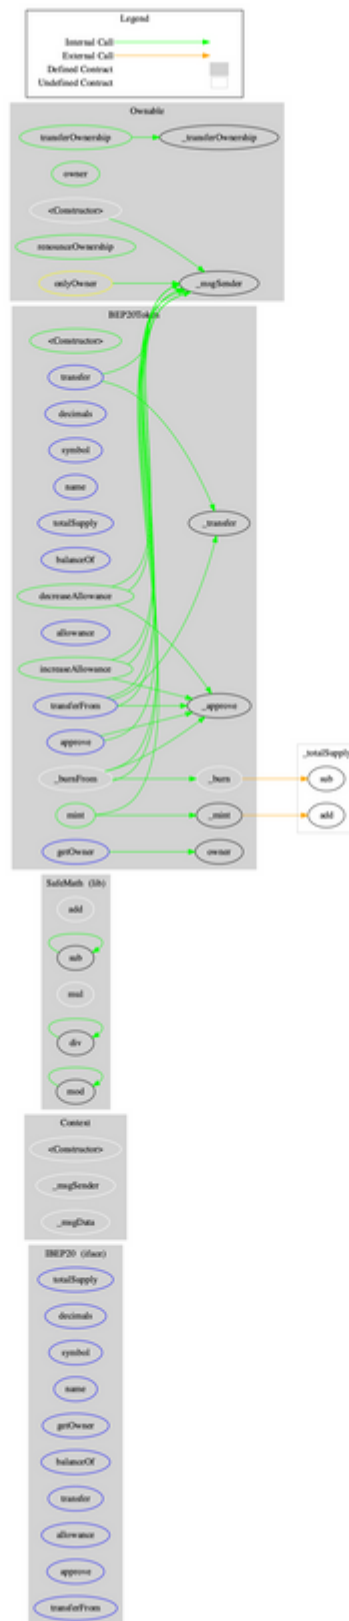 Legend
Internal Call
External Call
Defined Contract
Undefined Contract
Ownable
transferOwnership
_transferOwnership
owner
<Constructor>
renounceOwnership
onlyOwner
_msgSender
BEP20Token
<Constructor>
transfer
decimals
symbol
name
totalSupply
_transfer
balanceOf
decreaseAllowance
allowance
increaseAllowance
transferFrom
_approve
approve
_totalSupply
_burnFrom
_burn
sub
mint
_mint
add
getOwner
owner
SafeMath (lib)
add
sub
mul
div
mod
Context
<Constructor>
_msgSender
_msgData
IBEP20 (iface)
totalSupply
decimals
symbol
name
getOwner
balanceOf
transfer
allowance
approve
transferFrom